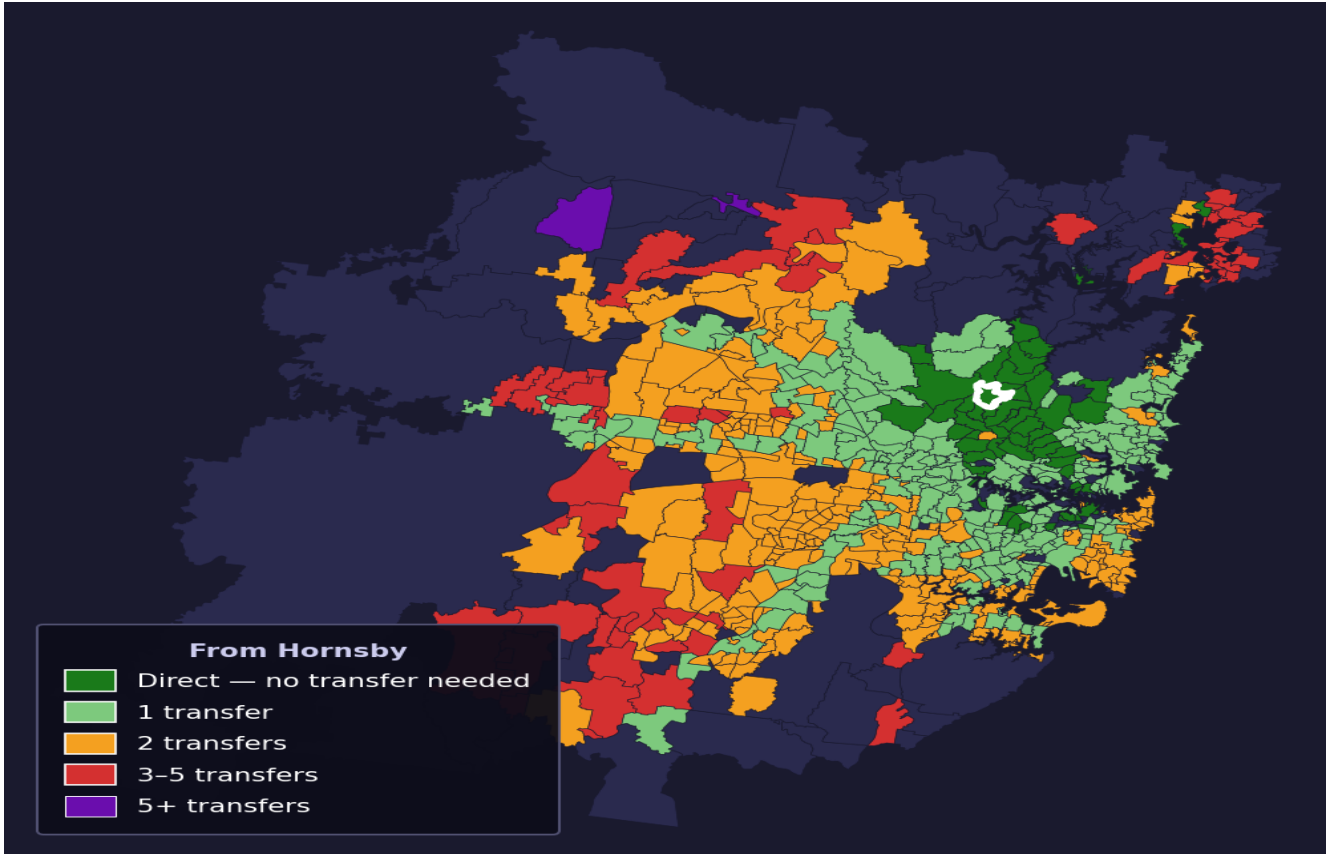 From Hornsby
Direct — no transfer needed
1 transfer
2 transfers
3–5 transfers
5+ transfers